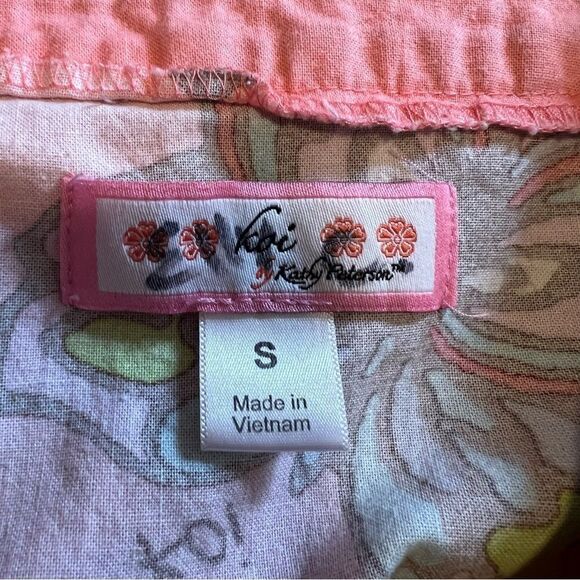 koi
by Kathy Peterson™
S
Made in
Vietnam
koi